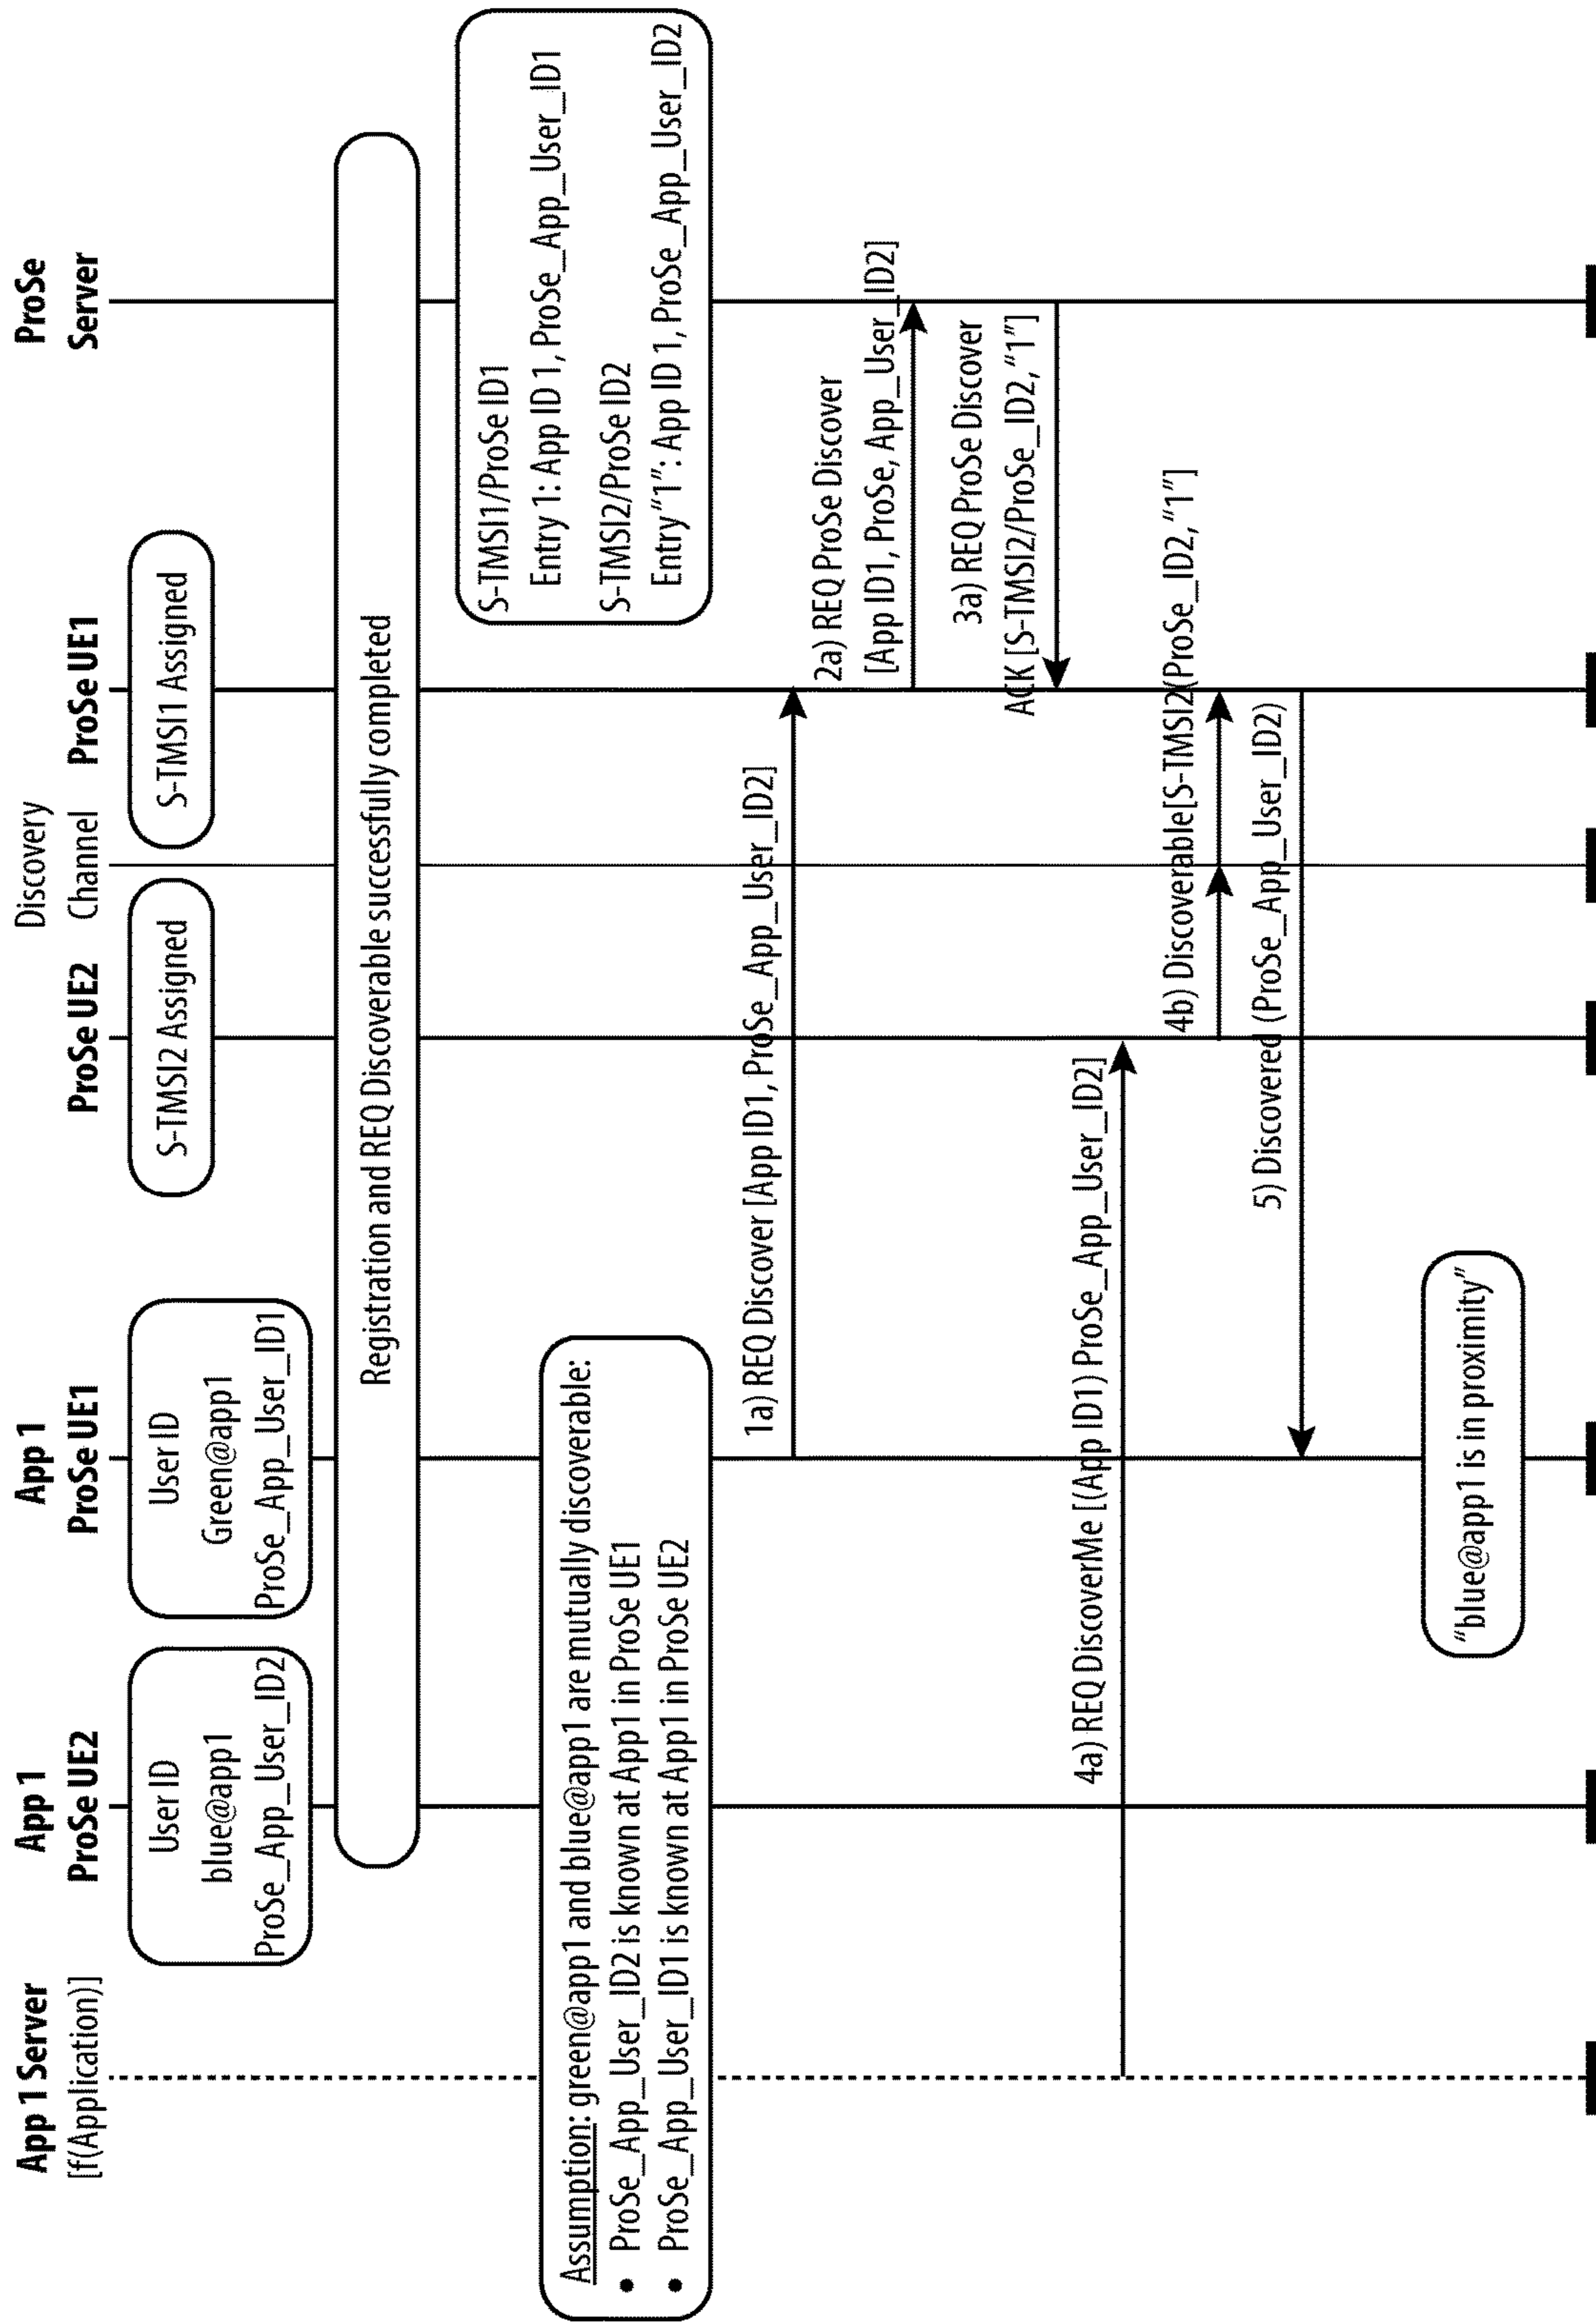 App 1 Server
[f(Application)]
App 1
ProSe UE2
App 1
ProSe UE1
ProSe UE2
Discovery
Channel
ProSe UE1
ProSe
Server
User ID
blue@app1
ProSe_App_User_ID2
User ID
Green@app1
ProSe_App_User_ID1
S-TMSI2 Assigned
S-TMSI1 Assigned
Registration and REQ Discoverable successfully completed
S-TMSI1/ProSe ID1
Entry 1: App ID 1, ProSe_App_User_ID1
S-TMSI2/ProSe ID2
Entry"1": App ID 1, ProSe_App_User_ID2
Assumption: green@app1 and blue@app1 are mutually discoverable:
• ProSe_App_User_ID2 is known at App1 in ProSe UE1
• ProSe_App_User_ID1 is known at App1 in ProSe UE2
1a) REQ Discover [App ID1, ProSe_App_User_ID2]
2a) REQ ProSe Discover
[App ID1, ProSe, App_User_ID2]
3a) REQ ProSe Discover
ACK [S-TMSI2/ProSe_ID2, "1"]
4a) REQ DiscoverMe [(App ID1) ProSe_App_User_ID2]
4b) Discoverable[S-TMSI2(ProSe_ID2, "1"]
5) Discovered (ProSe_App_User_ID2)
"blue@app1 is in proximity"